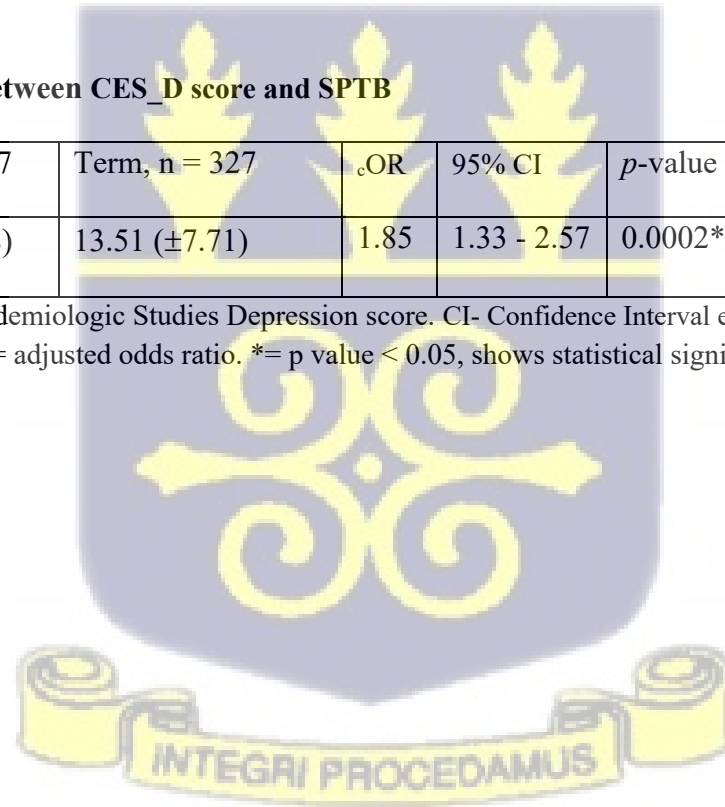 etween CES_D score and SPTB
7 Term, n = 327 cOR 95% CI p-value
) 13.51 (±7.71) 1.85 1.33 - 2.57 0.0002*
demiologic Studies Depression score. CI- Confidence Interval e
= adjusted odds ratio. *= p value < 0.05, shows statistical signi
INTEGRI PROCEDAMUS